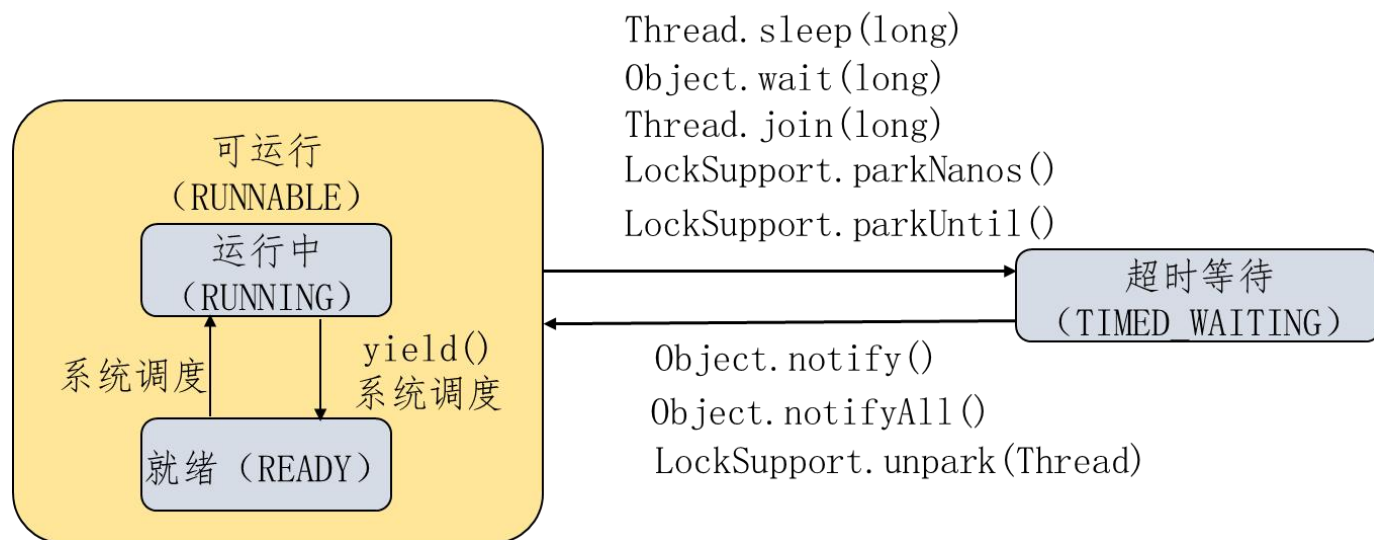 Thread.sleep(long)
Object.wait(long)
Thread.join(long)
LockSupport.parkNanos()
LockSupport.parkUntil()
可运行
（RUNNABLE）
运行中
（RUNNING）
系统调度
yield()
系统调度
就绪（READY）
超时等待
（TIMED_WAITING）
Object.notify()
Object.notifyAll()
LockSupport.unpark(Thread)